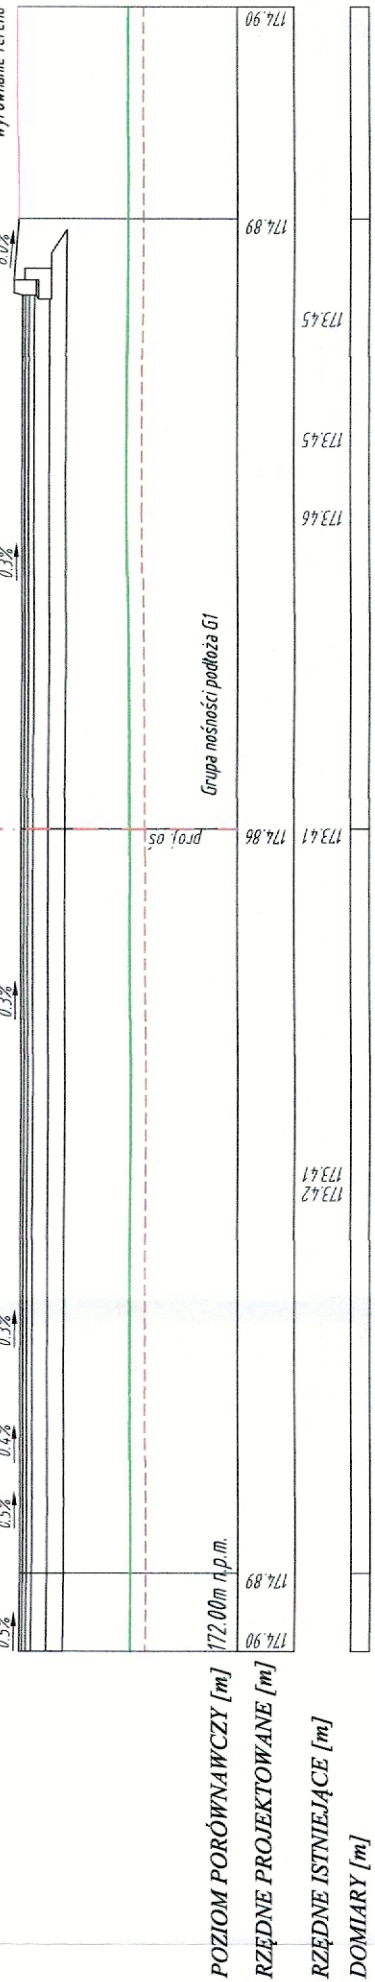 0.5% 0.5% 0.4% 0.3% 0.3% 0.3%
proj. oś
Grupa nośności podłoża G1
POZIOM PORÓWNAWCZY [m] 172.00m n.p.m.
RZĘDNE PROJEKTOWANE [m] 174.90 174.89 174.86 174.89 174.90
RZĘDNE ISTNIEJĄCE [m] 173.42 173.41 173.41 173.46 173.45 173.45
DOMIARY [m]